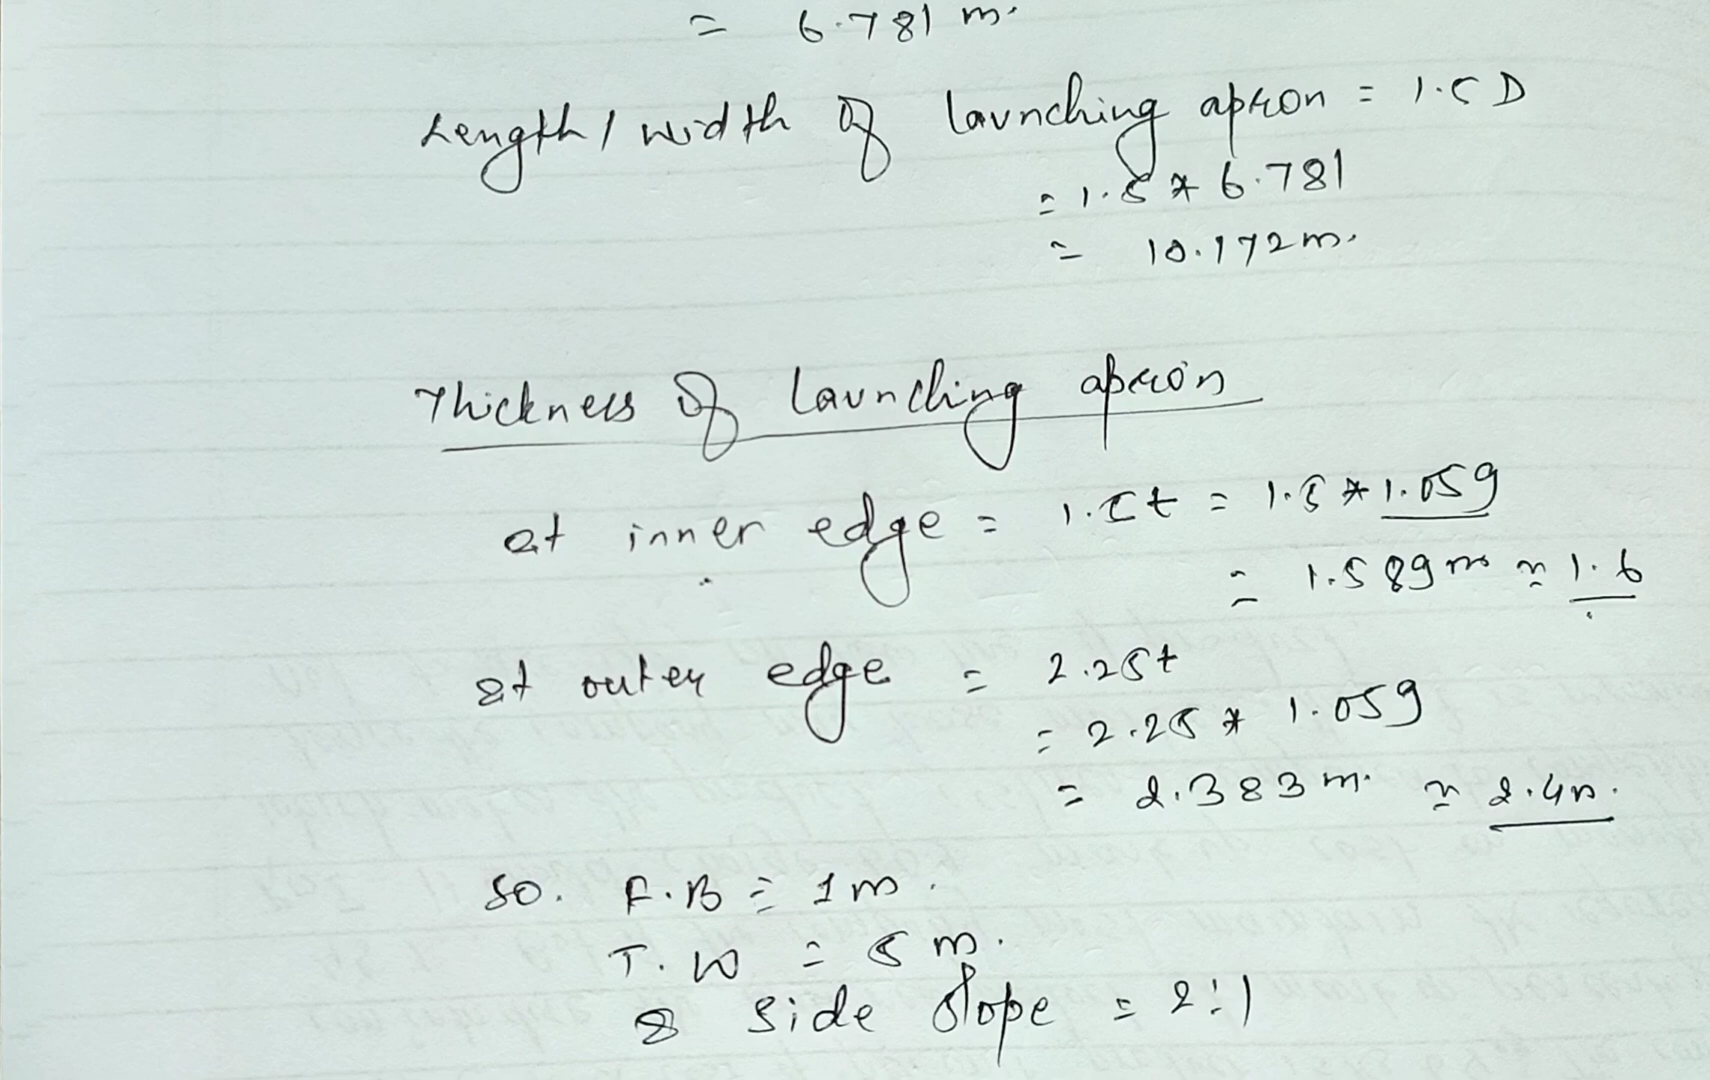 = 6.781 m.
Length / width of launching apron = 1.5 D
= 1.5 * 6.781
= 10.172 m.
Thickness of launching apron
at inner edge = 1.5t = 1.5 * 1.059
= 1.589 m ≈ 1.6
at outer edge = 2.25t
= 2.25 * 1.059
= 2.383 m. ≈ 2.4m.
so. F.B = 1m.
T.W = 5 m.
& side slope = 2:1